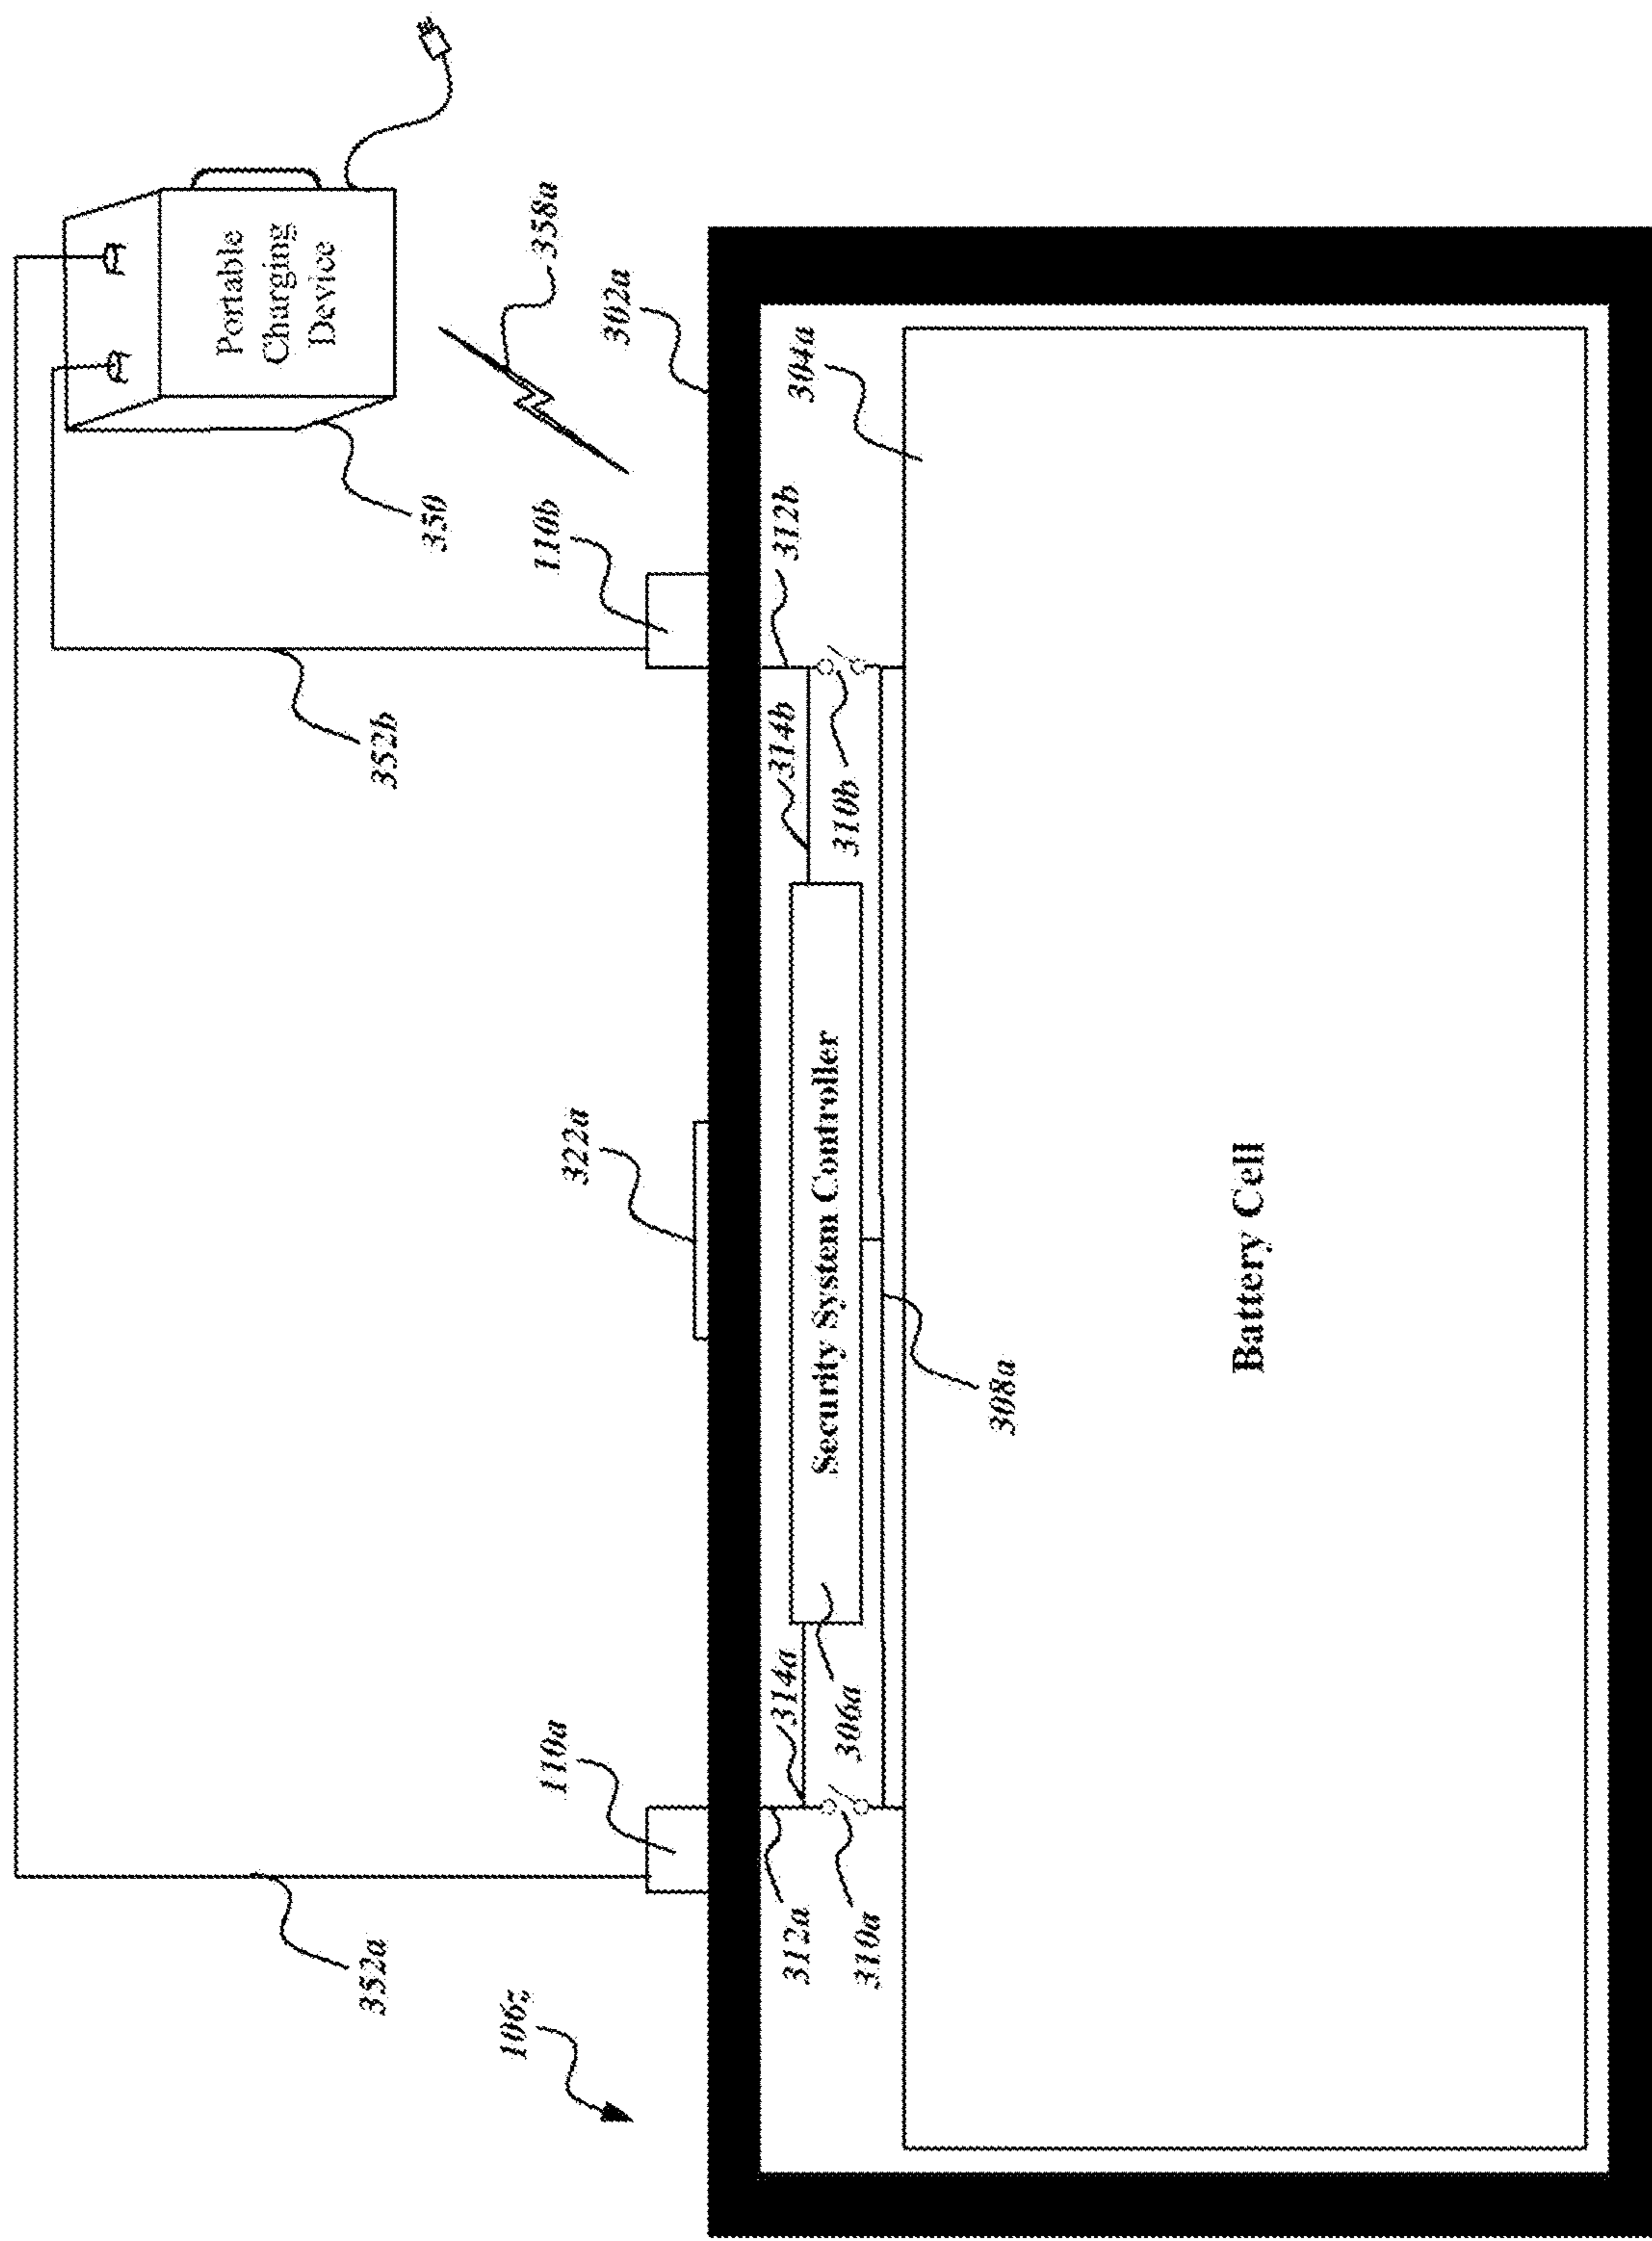 Portable
Charging
Device
358a
302a
304a
350
110b
312b
352b
314b
310b
322a
Security System Controller
Battery Cell
308a
110a
314a
306a
352a
312a
310a
106z